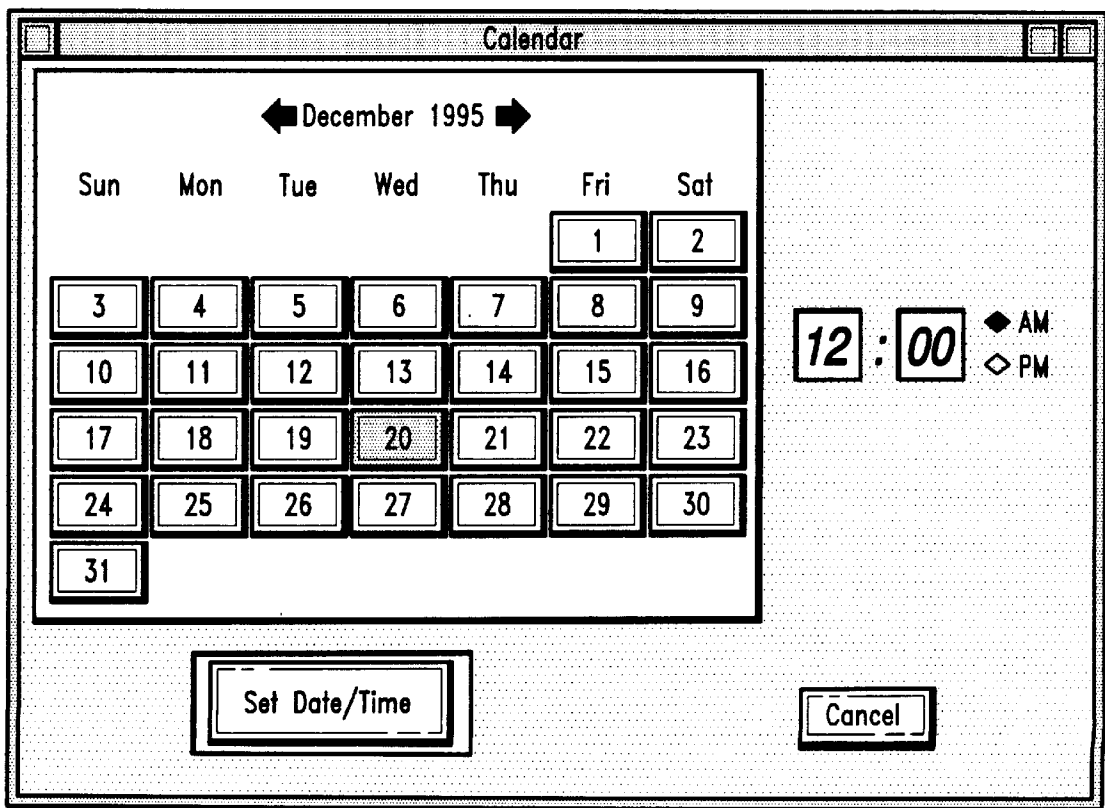 Calendar
December 1995
Sun Mon Tue Wed Thu Fri Sat
1 2
3 4 5 6 7 8 9
10 11 12 13 14 15 16
17 18 19 20 21 22 23
24 25 26 27 28 29 30
31
12 : 00 AM
PM
Set Date/Time
Cancel